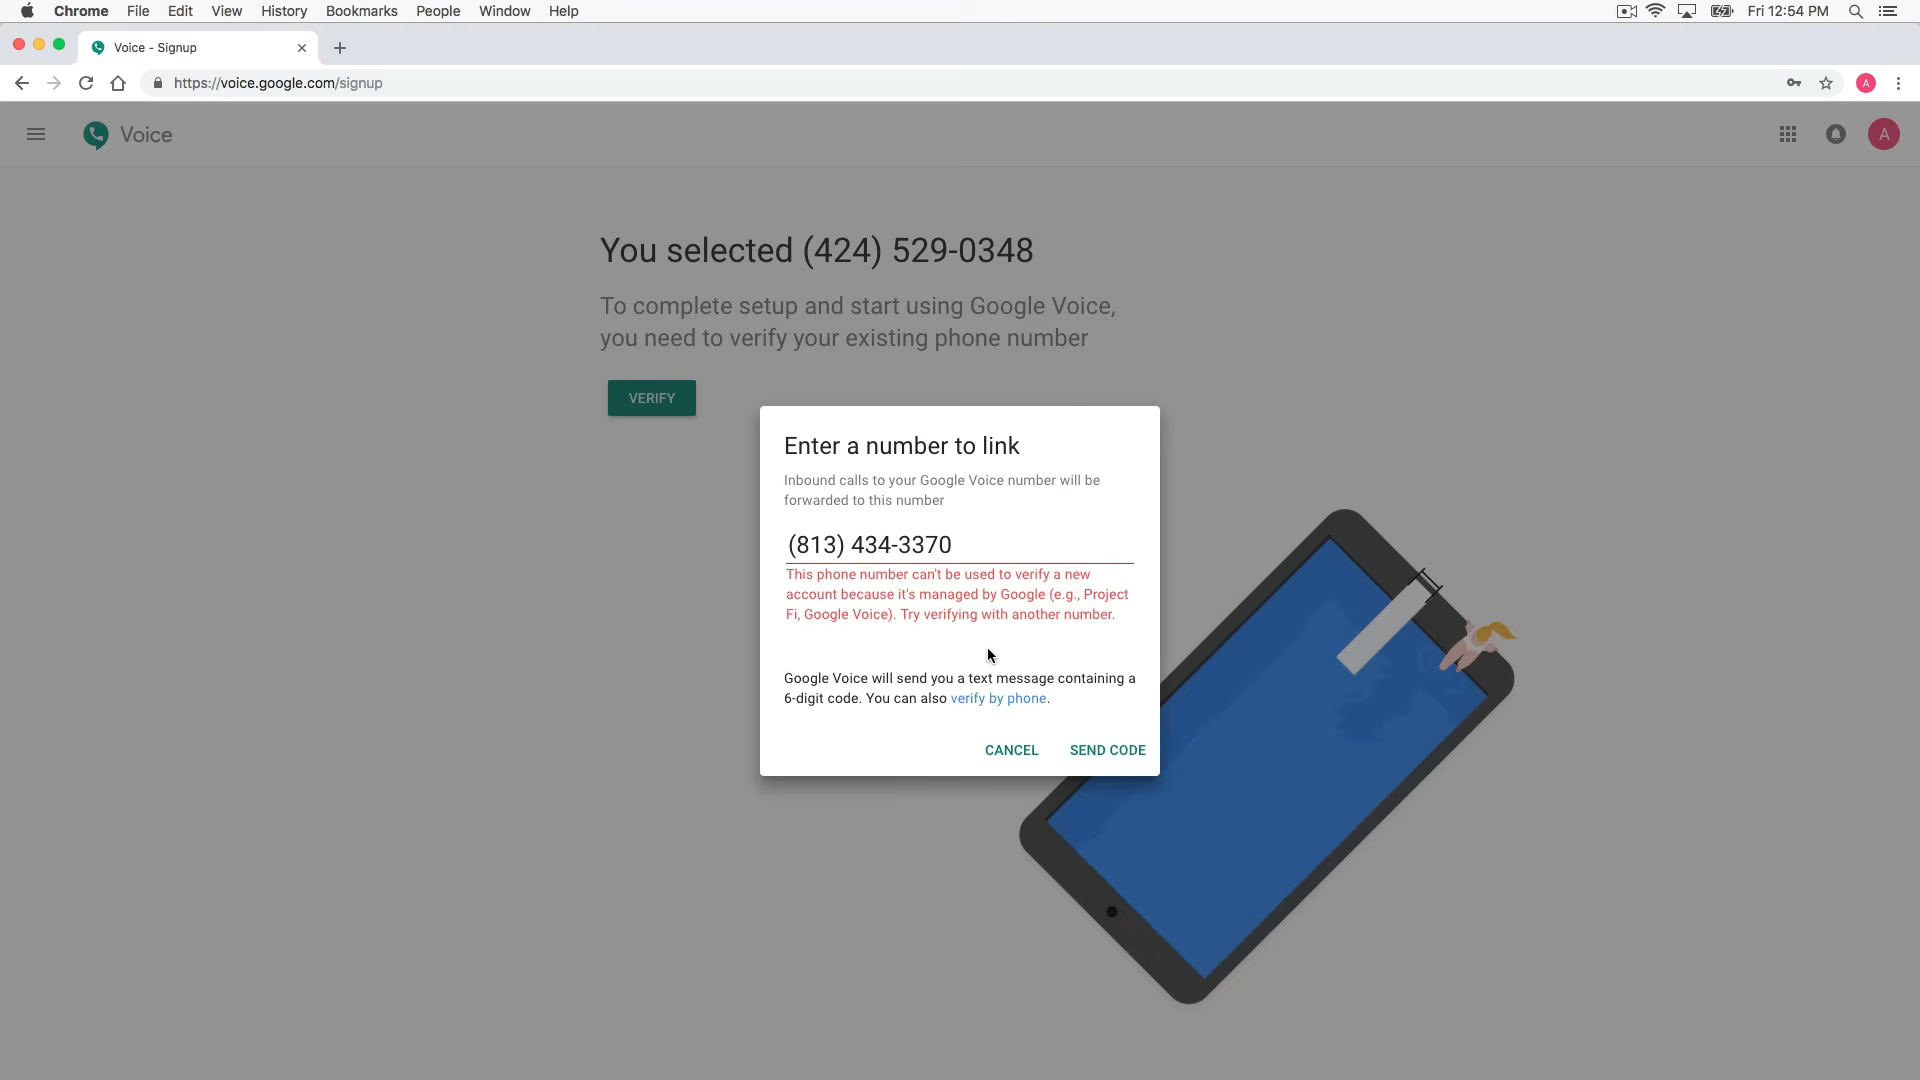 Chrome File Edit View History Bookmarks People Window Help Fri 12:54 PM
Voice - Signup
https://voice.google.com/signup A
Voice A
You selected (424) 529-0348
To complete setup and start using Google Voice,
you need to verify your existing phone number
VERIFY
Enter a number to link
Inbound calls to your Google Voice number will be
forwarded to this number
(813) 434-3370
This phone number can't be used to verify a new
account because it's managed by Google (e.g., Project
Fi, Google Voice). Try verifying with another number.
Google Voice will send you a text message containing a
6-digit code. You can also verify by phone.
CANCEL SEND CODE